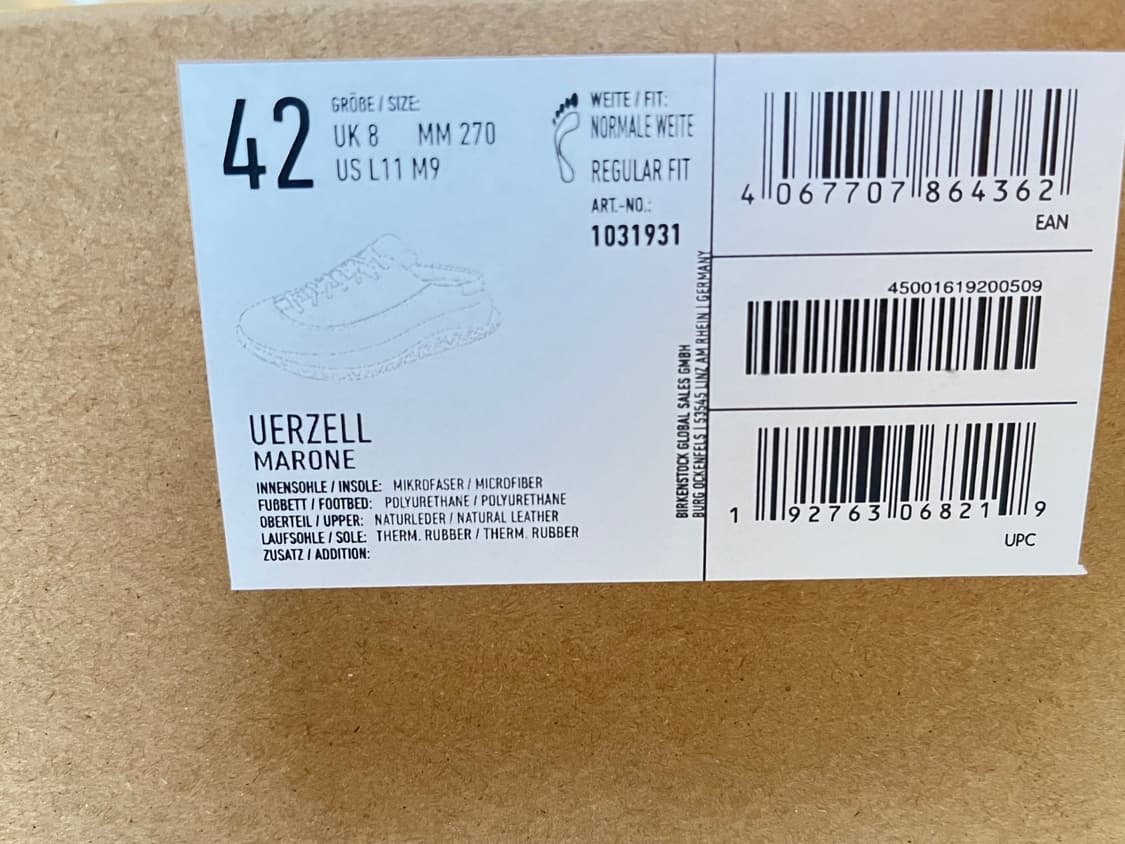 42
GRÖßE / SIZE:
UK 8 MM 270
US L11 M9
WEITE / FIT:
NORMALE WEITE
REGULAR FIT
ART.-NO.:
1031931
UERZELL
MARONE
INNENSOHLE / INSOLE: MIKROFASER / MICROFIBER
FUßBETT / FOOTBED: POLYURETHANE / POLYURETHANE
OBERTEIL / UPPER: NATURLEDER / NATURAL LEATHER
LAUFSOHLE / SOLE: THERM. RUBBER / THERM. RUBBER
ZUSATZ / ADDITION:
BIRKENSTOCK GLOBAL SALES GMBH
BURG OCKENFELS | 53545 LINZ AM RHEIN | GERMANY
4 067707 864362
EAN
45001619200509
1 92763 06821 9
UPC